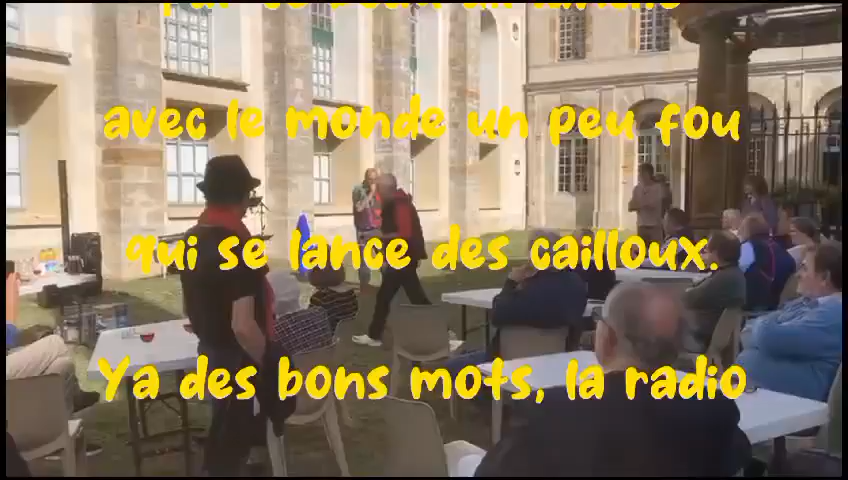 avec le monde un peu fou
qui se lance des cailloux.
Ya des bons mots, la radio